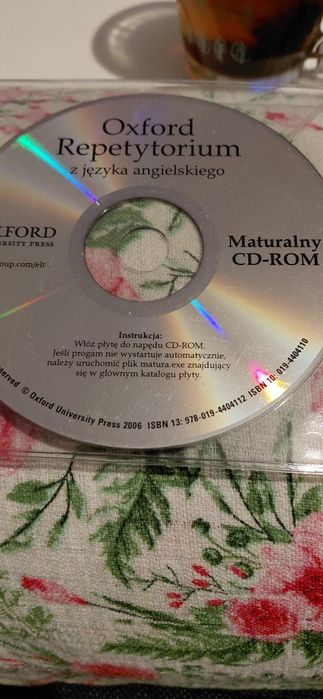 Oxford
Repetytorium
z języka angielskiego
XFORD
ERSITY PRESS
oup.com/elt
Maturalny
CD-ROM
Instrukcja:
Włóż płytę do napędu CD-ROM.
Jeśli progam nie wystartuje automatycznie,
należy uruchomić plik matura.exe znajdujący
się w głównym katalogu płyty.
served © Oxford University Press 2006 ISBN 13: 978-019-4404112 ISBN 10: 019-4404110